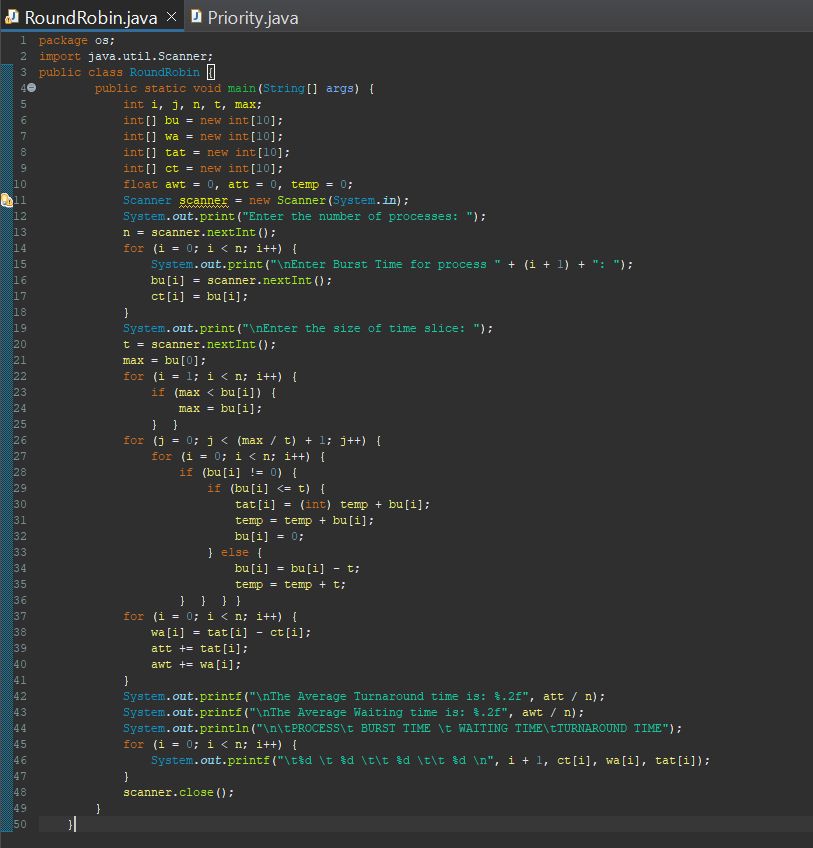 RoundRobin.java × Priority.java
1 package os;
2 import java.util.Scanner;
3 public class RoundRobin {
4 public static void main(String[] args) {
5 int i, j, n, t, max;
6 int[] bu = new int[10];
7 int[] wa = new int[10];
8 int[] tat = new int[10];
9 int[] ct = new int[10];
10 float awt = 0, att = 0, temp = 0;
11 Scanner scanner = new Scanner(System.in);
12 System.out.print("Enter the number of processes: ");
13 n = scanner.nextInt();
14 for (i = 0; i < n; i++) {
15 System.out.print("\nEnter Burst Time for process " + (i + 1) + ": ");
16 bu[i] = scanner.nextInt();
17 ct[i] = bu[i];
18 }
19 System.out.print("\nEnter the size of time slice: ");
20 t = scanner.nextInt();
21 max = bu[0];
22 for (i = 1; i < n; i++) {
23 if (max < bu[i]) {
24 max = bu[i];
25 } }
26 for (j = 0; j < (max / t) + 1; j++) {
27 for (i = 0; i < n; i++) {
28 if (bu[i] != 0) {
29 if (bu[i] <= t) {
30 tat[i] = (int) temp + bu[i];
31 temp = temp + bu[i];
32 bu[i] = 0;
33 } else {
34 bu[i] = bu[i] - t;
35 temp = temp + t;
36 } } } }
37 for (i = 0; i < n; i++) {
38 wa[i] = tat[i] - ct[i];
39 att += tat[i];
40 awt += wa[i];
41 }
42 System.out.printf("\nThe Average Turnaround time is: %.2f", att / n);
43 System.out.printf("\nThe Average Waiting time is: %.2f", awt / n);
44 System.out.println("\n\tPROCESS\t BURST TIME \t WAITING TIME\tTURNAROUND TIME");
45 for (i = 0; i < n; i++) {
46 System.out.printf("\t%d \t %d \t\t %d \t\t %d \n", i + 1, ct[i], wa[i], tat[i]);
47 }
48 scanner.close();
49 }
50 }